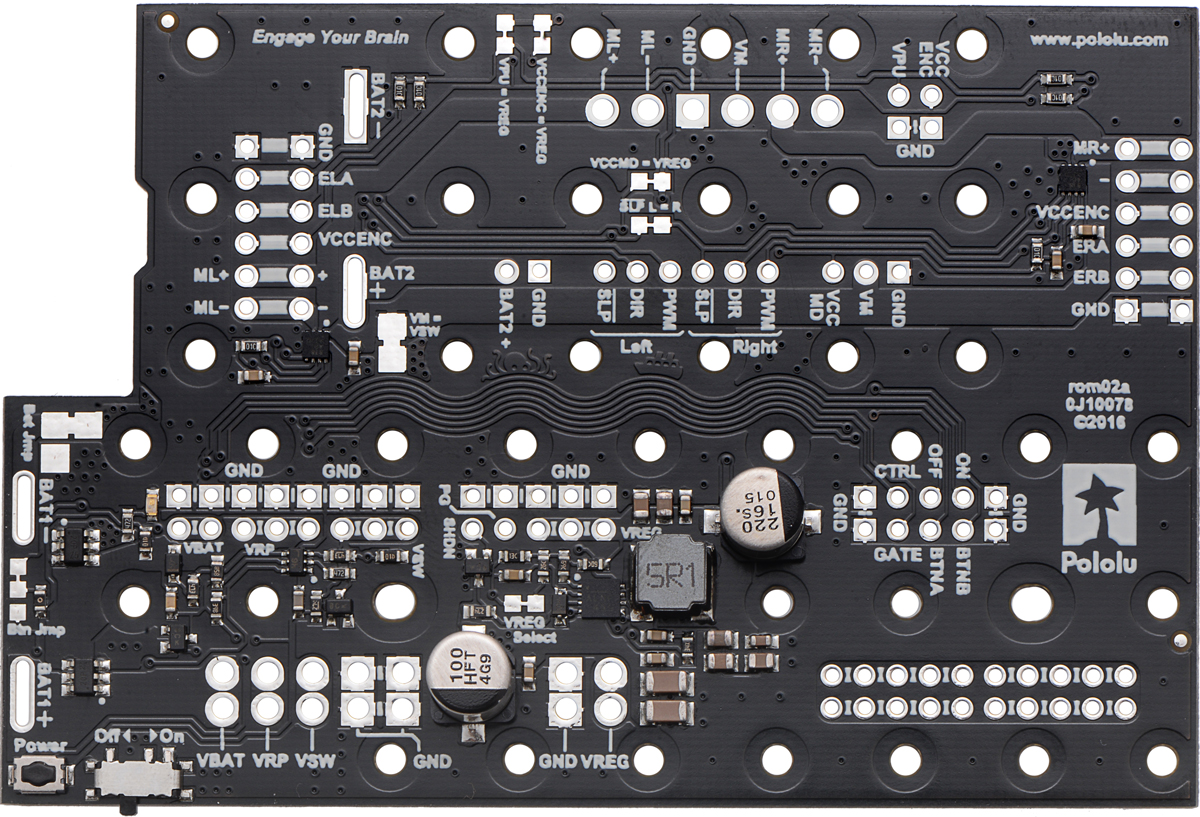 Engage Your Brain
www.pololu.com
VPU = VREG
VCCENC = VREG
ML+
ML-
GND
VM
MR+
MR-
VPU
VCC
ENC
GND
BAT2 -
GND
ELA
ELB
VCCENC
ML+
+
ML-
-
BAT2
+
VCCMD = VREG
MR+
-
VCCENC
ERA
ERB
GND
VM =
VSW
BAT2+
GND
SLP
DIR
PWM
SLP
DIR
PWM
Left
Right
VCC
MD
VM
GND
rom02a
0J10078
©2016
BAT1 -
GND
GND
VBAT
VRP
VSW
GND
PG
SHDN
VREG
220
16s.
015
5R1
CTRL
OFF
ON
GND
GND
GATE
BTNA
BTNB
Pololu
Btn Jmp
VREG
Select
100
HFT
4G9
BAT1 +
Power
Off
On
VBAT
VRP
VSW
GND
GND
VREG